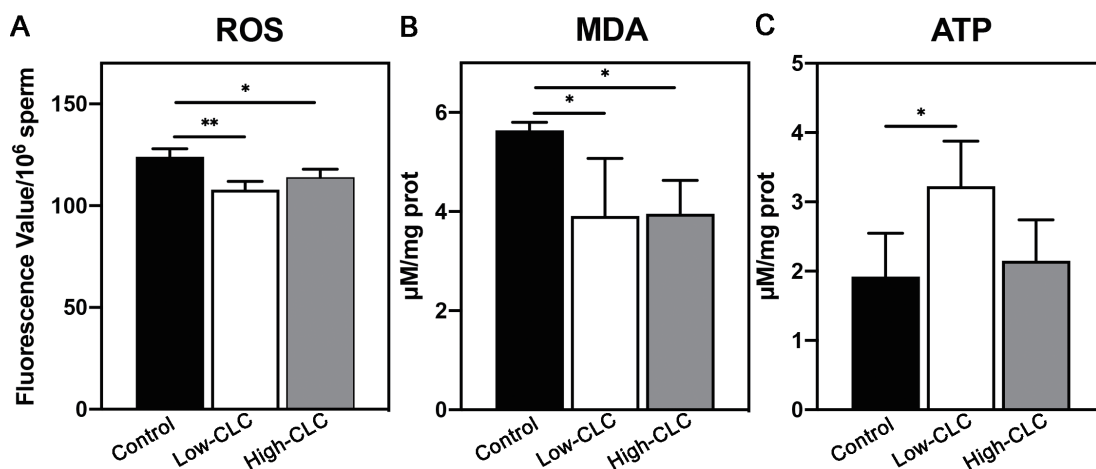 A ROS
Fluorescence Value/10⁶ sperm
150
100
50
0
*
**
Control
Low-CLC
High-CLC
B MDA
µM/mg prot
6
4
2
0
*
*
Control
Low-CLC
High-CLC
C ATP
µM/mg prot
5
4
3
2
1
0
*
Control
Low-CLC
High-CLC